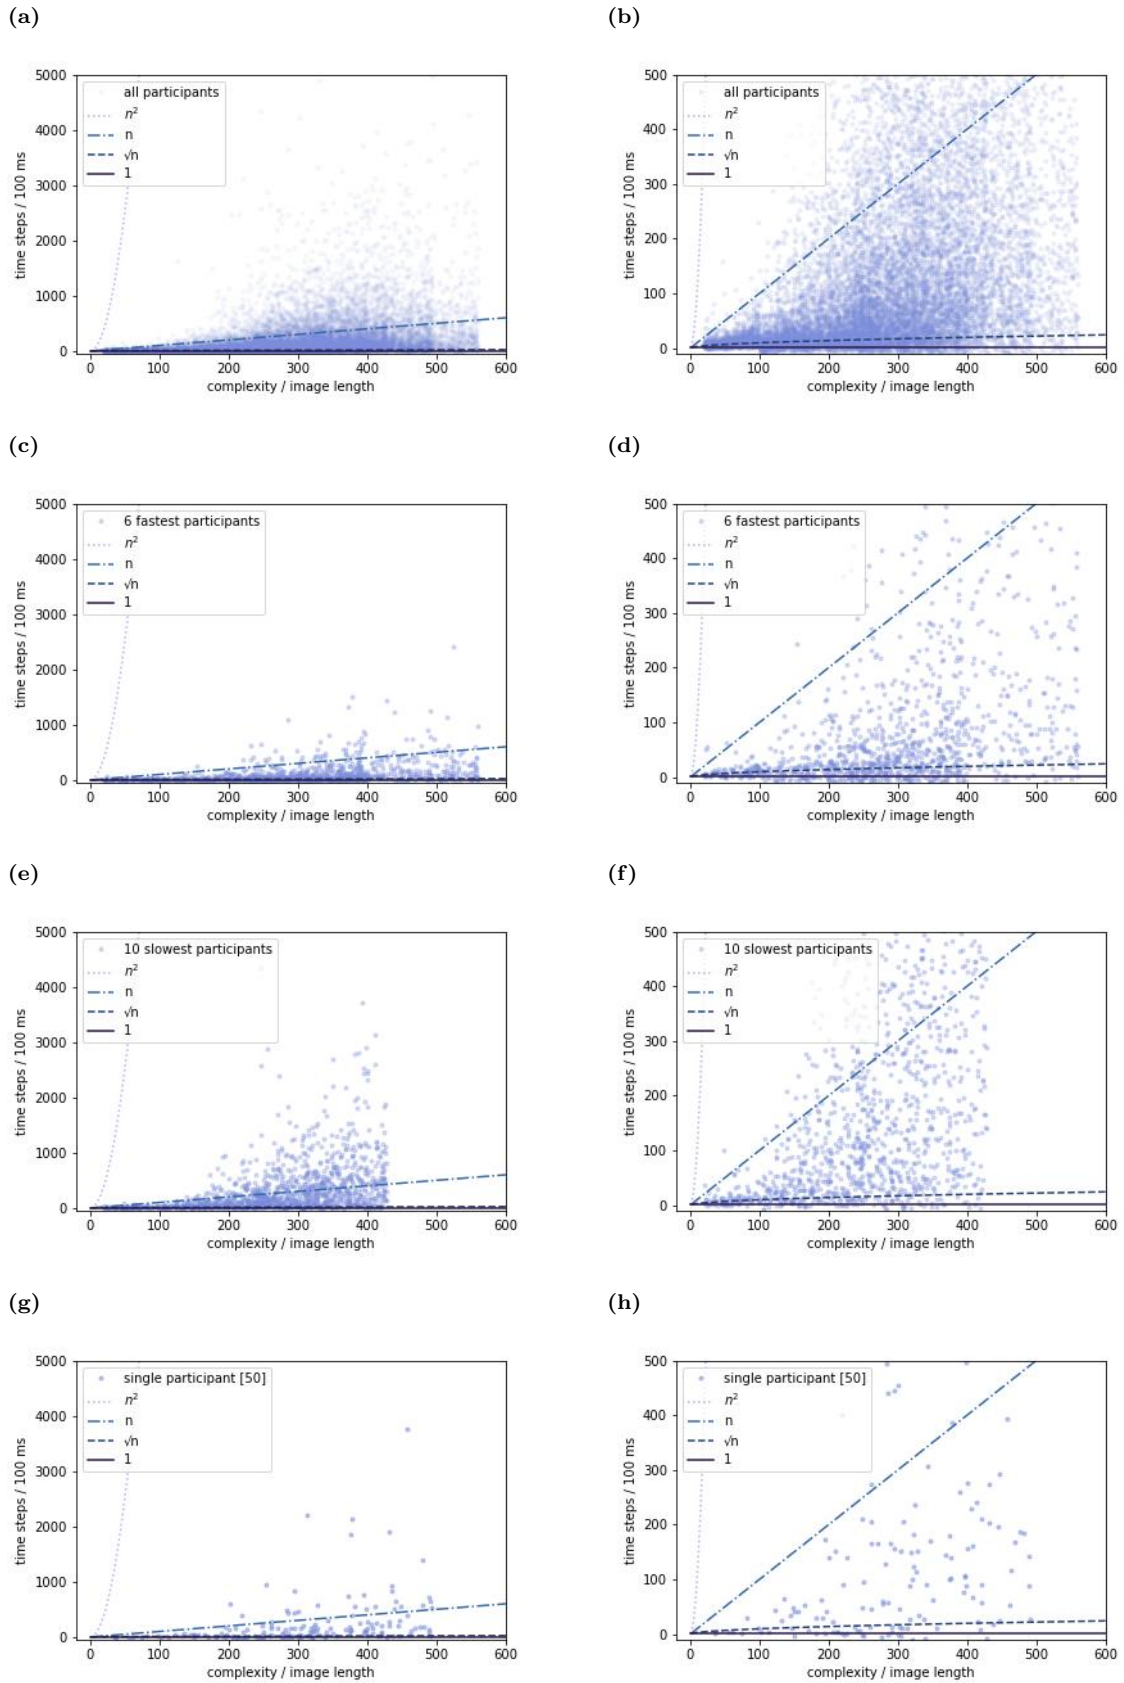 (a)
5000
4000
3000
2000
1000
0
time steps / 100 ms
all participants
n²
n
√n
1
0 100 200 300 400 500 600
complexity / image length
(b)
500
400
300
200
100
0
time steps / 100 ms
all participants
n²
n
√n
1
0 100 200 300 400 500 600
complexity / image length
(c)
5000
4000
3000
2000
1000
0
time steps / 100 ms
6 fastest participants
n²
n
√n
1
0 100 200 300 400 500 600
complexity / image length
(d)
500
400
300
200
100
0
time steps / 100 ms
6 fastest participants
n²
n
√n
1
0 100 200 300 400 500 600
complexity / image length
(e)
5000
4000
3000
2000
1000
0
time steps / 100 ms
10 slowest participants
n²
n
√n
1
0 100 200 300 400 500 600
complexity / image length
(f)
500
400
300
200
100
0
time steps / 100 ms
10 slowest participants
n²
n
√n
1
0 100 200 300 400 500 600
complexity / image length
(g)
5000
4000
3000
2000
1000
0
time steps / 100 ms
single participant [50]
n²
n
√n
1
0 100 200 300 400 500 600
complexity / image length
(h)
500
400
300
200
100
0
time steps / 100 ms
single participant [50]
n²
n
√n
1
0 100 200 300 400 500 600
complexity / image length